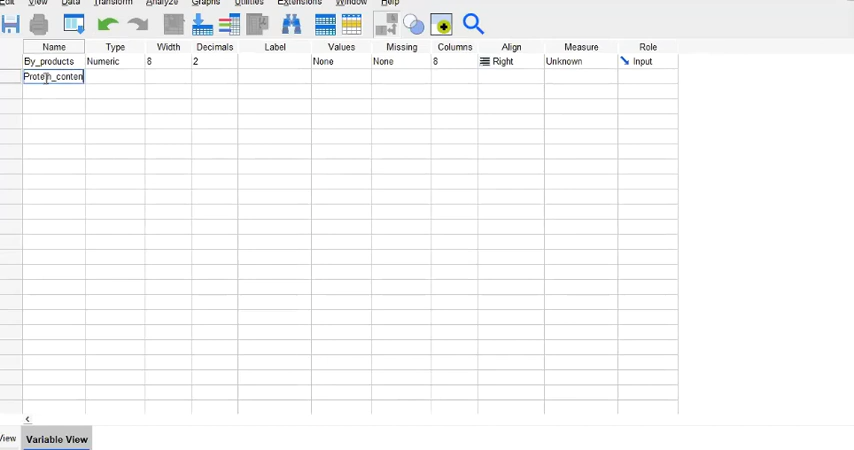 Edit View Data Transform Analyze Graphs Utilities Extensions Window Help
Name Type Width Decimals Label Values Missing Columns Align Measure Role
By_products Numeric 8 2 None None 8 Right Unknown Input
Protein_conten
View Variable View